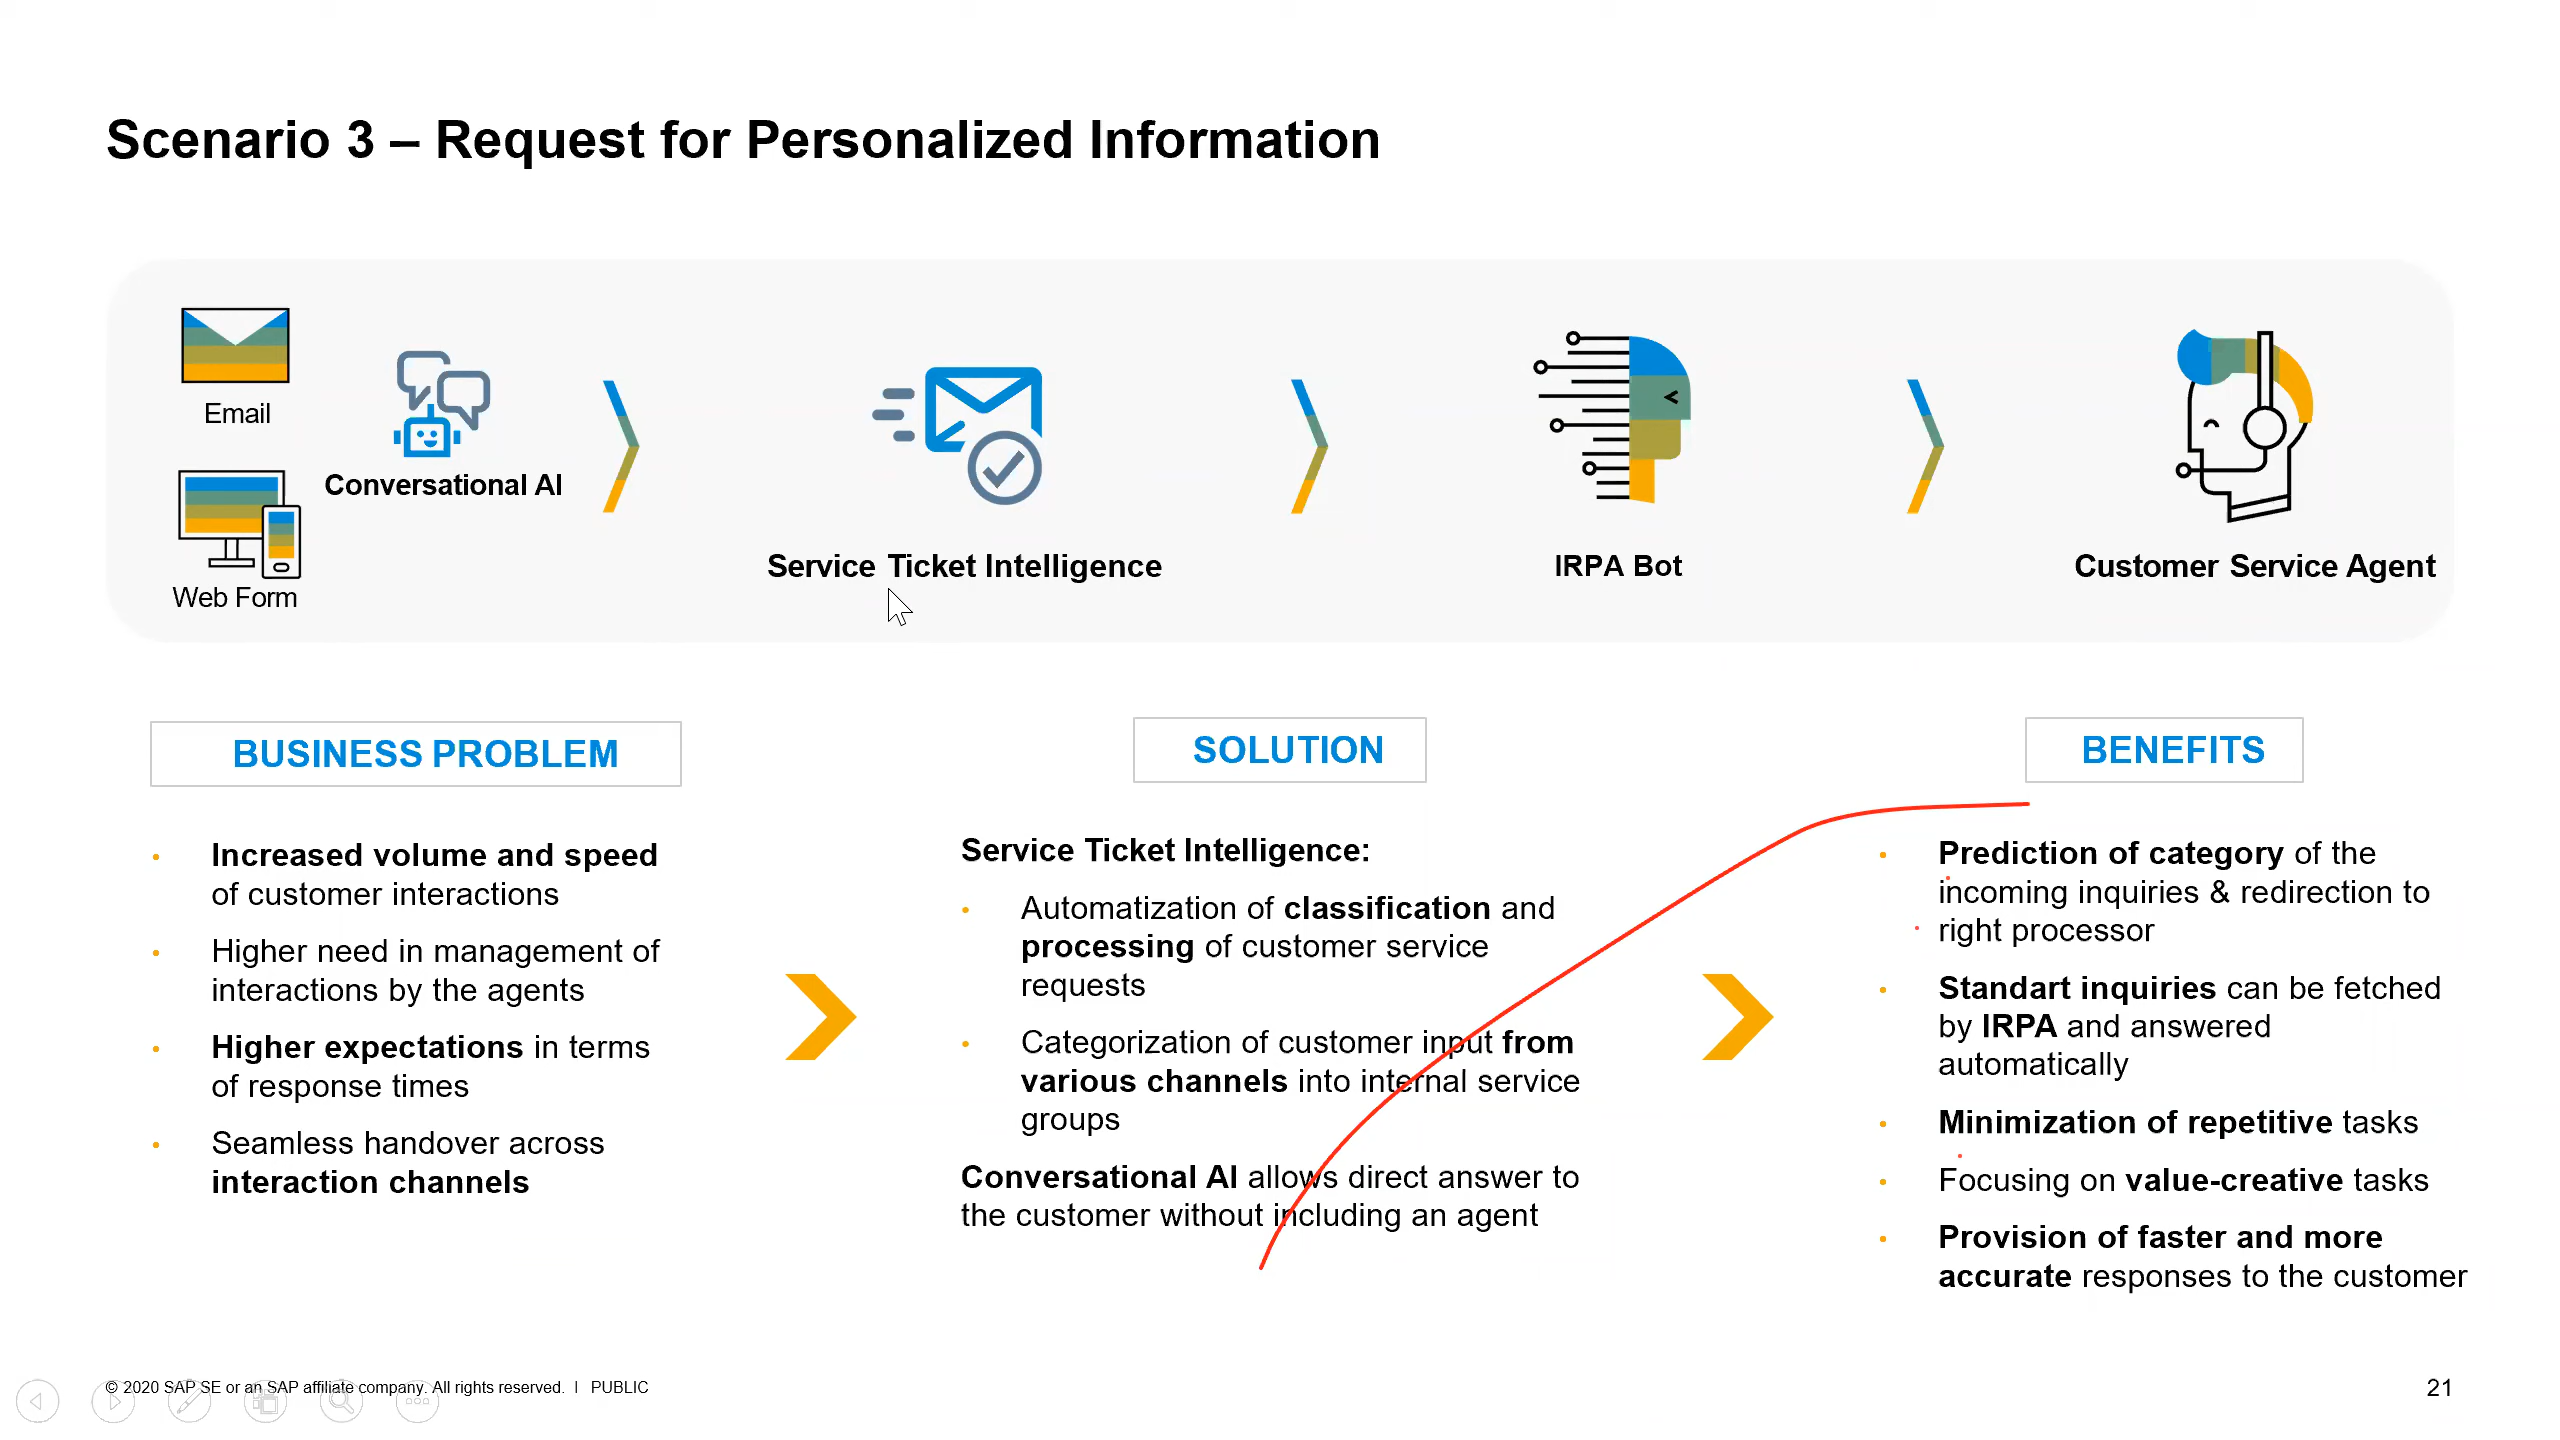 Scenario 3 – Request for Personalized Information
Email
Conversational AI
Web Form
Service Ticket Intelligence
IRPA Bot
Customer Service Agent
BUSINESS PROBLEM
Increased volume and speed
of customer interactions
Higher need in management of
interactions by the agents
Higher expectations in terms
of response times
Seamless handover across
interaction channels
SOLUTION
Service Ticket Intelligence:
Automatization of classification and
processing of customer service
requests
Categorization of customer input from
various channels into internal service
groups
Conversational AI allows direct answer to
the customer without including an agent
BENEFITS
Prediction of category of the
incoming inquiries & redirection to
right processor
Standart inquiries can be fetched
by IRPA and answered
automatically
Minimization of repetitive tasks
Focusing on value-creative tasks
Provision of faster and more
accurate responses to the customer
© 2020 SAP SE or an SAP affiliate company. All rights reserved. | PUBLIC
21